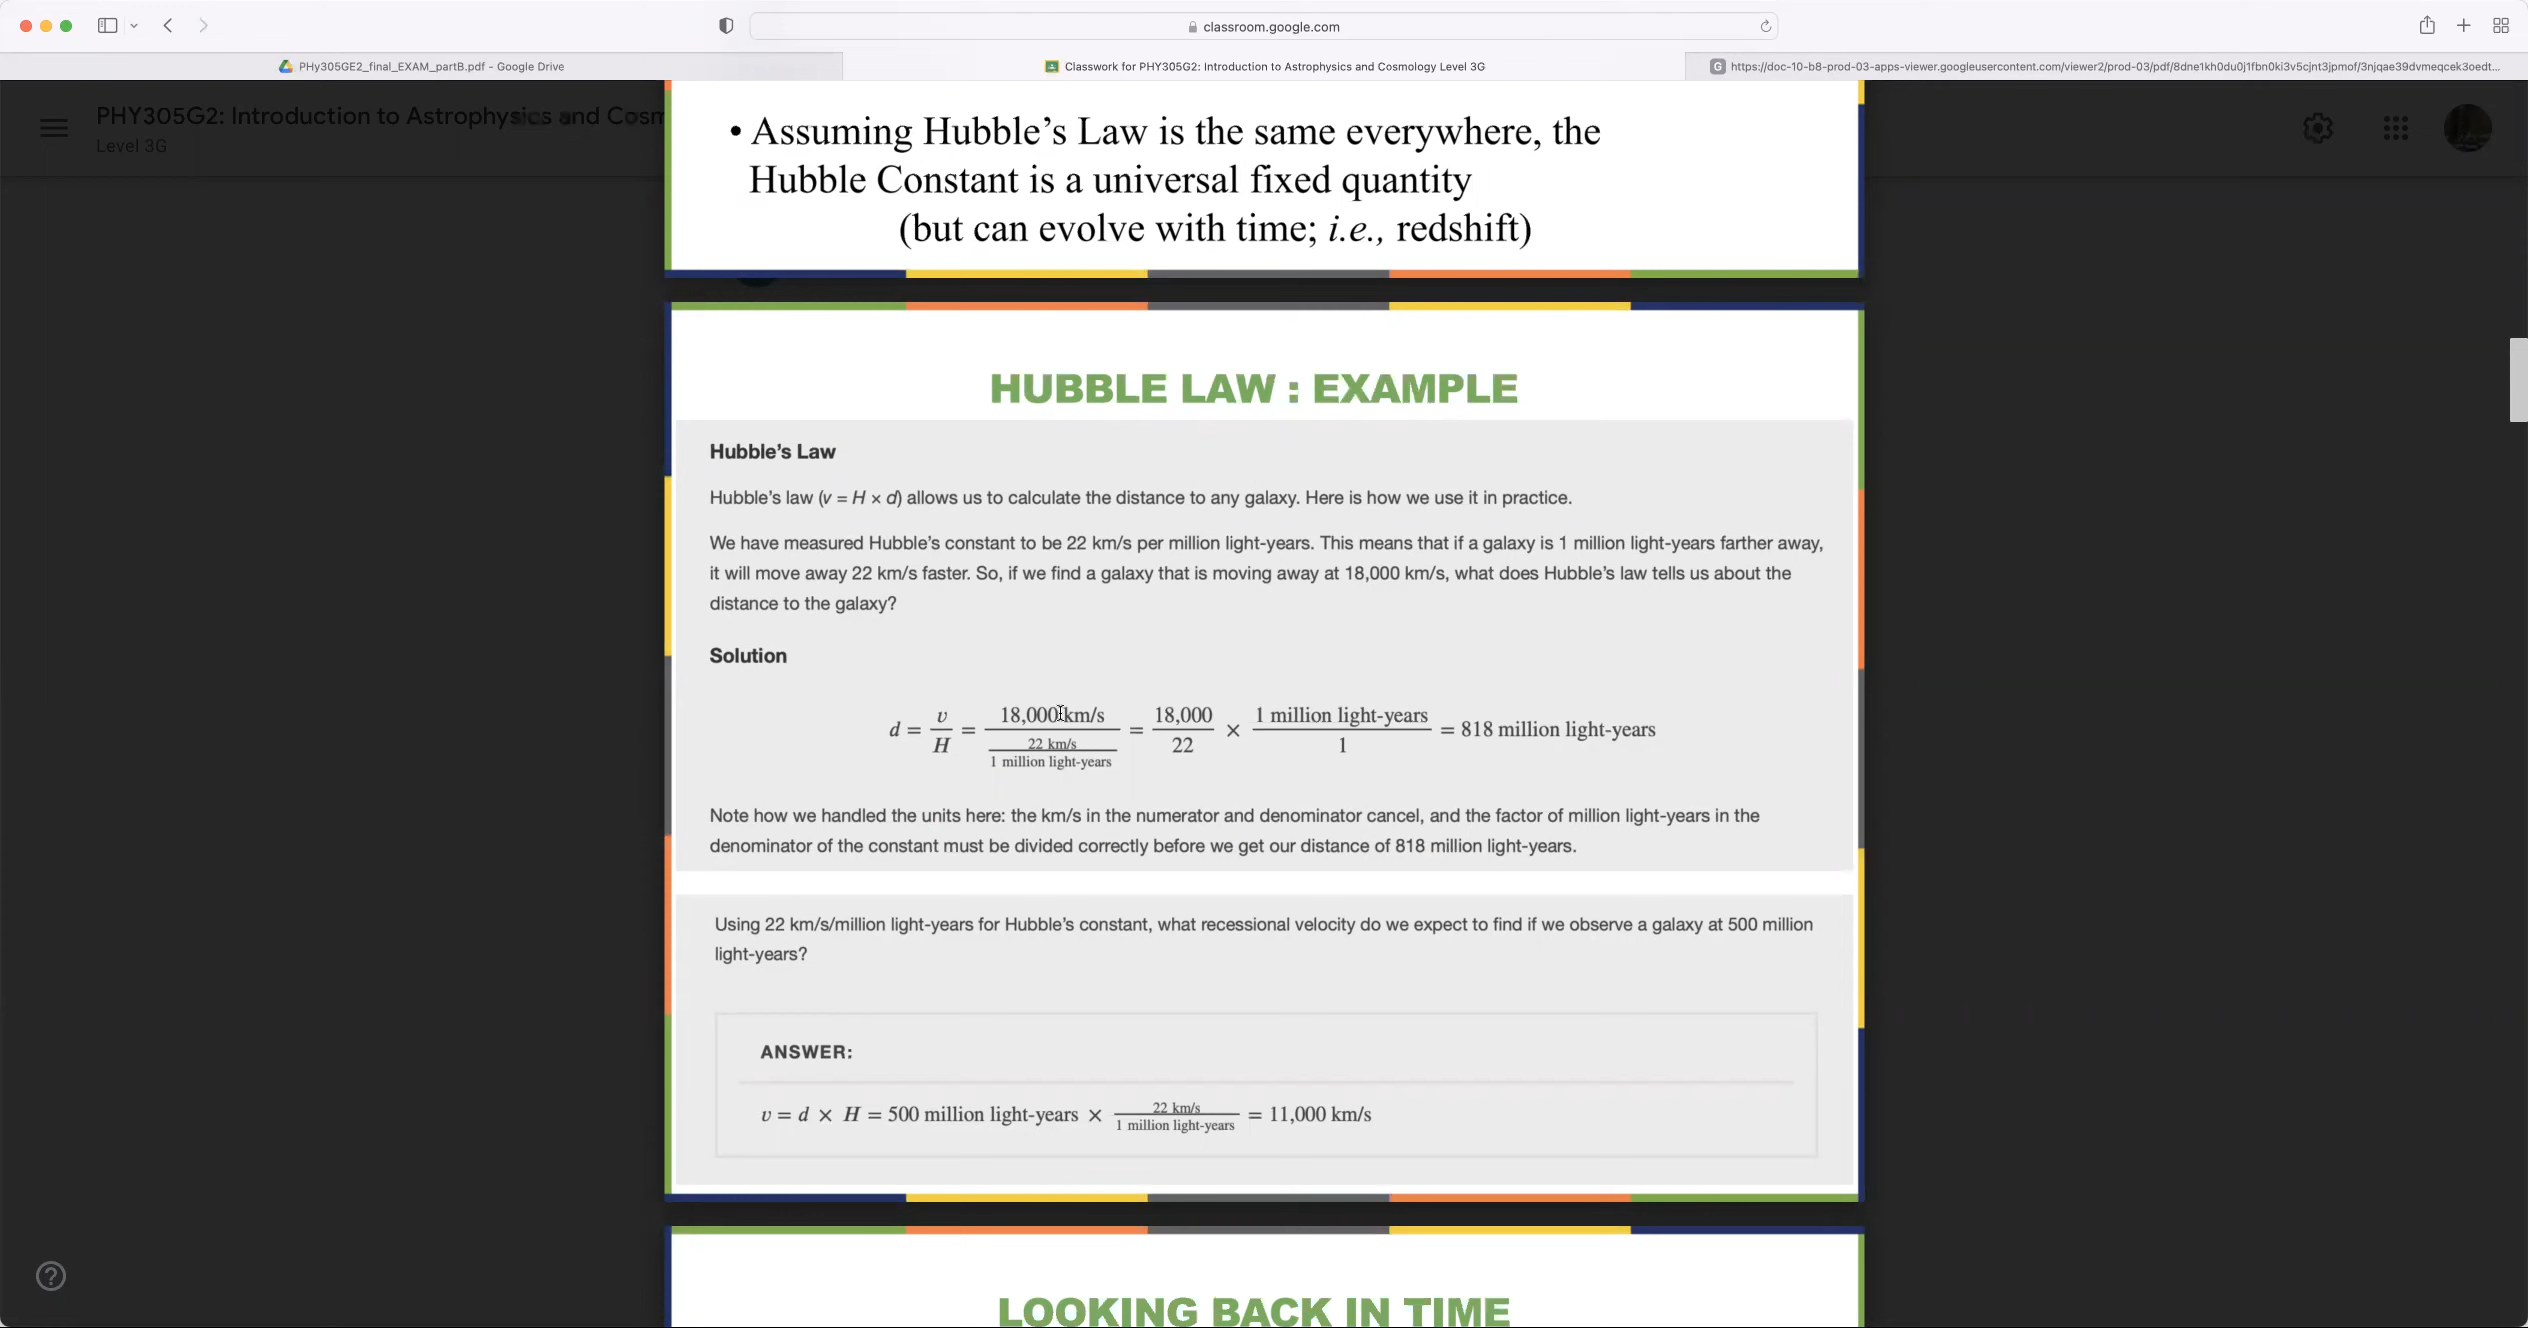 classroom.google.com
PHy305GE2_final_EXAM_partB.pdf - Google Drive
Classwork for PHY305G2: Introduction to Astrophysics and Cosmology Level 3G
G
https://doc-10-b8-prod-03-apps-viewer.googleusercontent.com/viewer2/prod-03/pdf/8dne1kh0du0j1fbn0ki3v5cjnt3jpmof/3njqae39dvmeqcek3oedt...
PHY305G2: Introduction to Astrophysics and Cosm
Level 3G
• Assuming Hubble's Law is the same everywhere, the
Hubble Constant is a universal fixed quantity
(but can evolve with time; i.e., redshift)
HUBBLE LAW : EXAMPLE
Hubble's Law
Hubble's law (v = H × d) allows us to calculate the distance to any galaxy. Here is how we use it in practice.
We have measured Hubble's constant to be 22 km/s per million light-years. This means that if a galaxy is 1 million light-years farther away,
it will move away 22 km/s faster. So, if we find a galaxy that is moving away at 18,000 km/s, what does Hubble's law tells us about the
distance to the galaxy?
Solution
d = v/H = 18,000 km/s / (22 km/s / 1 million light-years) = 18,000/22 × 1 million light-years/1 = 818 million light-years
Note how we handled the units here: the km/s in the numerator and denominator cancel, and the factor of million light-years in the
denominator of the constant must be divided correctly before we get our distance of 818 million light-years.
Using 22 km/s/million light-years for Hubble's constant, what recessional velocity do we expect to find if we observe a galaxy at 500 million
light-years?
ANSWER:
v = d × H = 500 million light-years × 22 km/s / 1 million light-years = 11,000 km/s
LOOKING BACK IN TIME